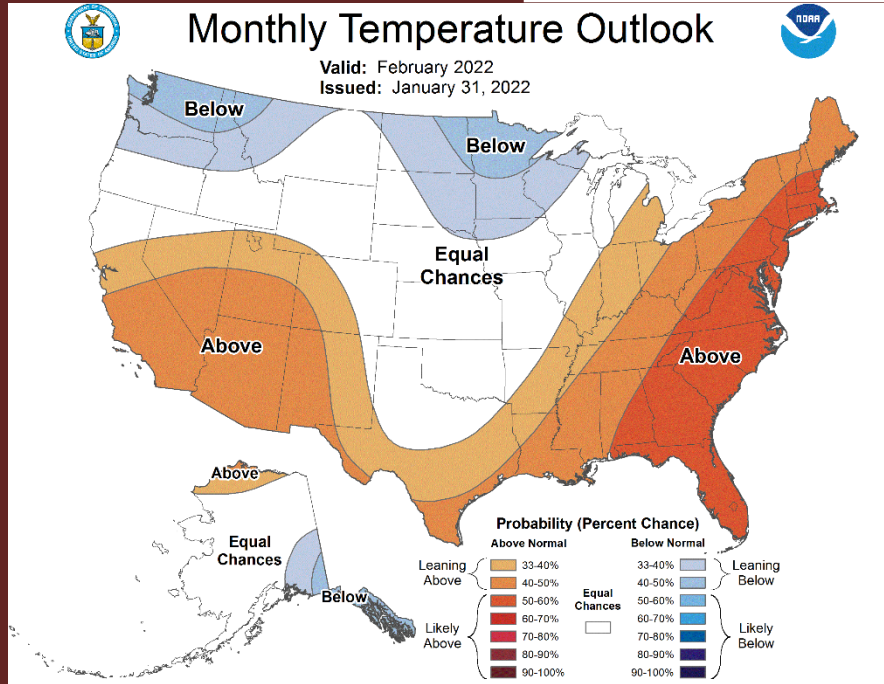 Monthly Temperature Outlook
NOAA
Valid: February 2022
Issued: January 31, 2022
Below
Below
Equal
Chances
Above
Above
Above
Equal
Chances
Below
Probability (Percent Chance)
Above Normal
Below Normal
Leaning
Above
33-40%
40-50%
50-60%
60-70%
70-80%
80-90%
90-100%
Likely
Above
Equal
Chances
33-40%
40-50%
50-60%
60-70%
70-80%
80-90%
90-100%
Leaning
Below
Likely
Below